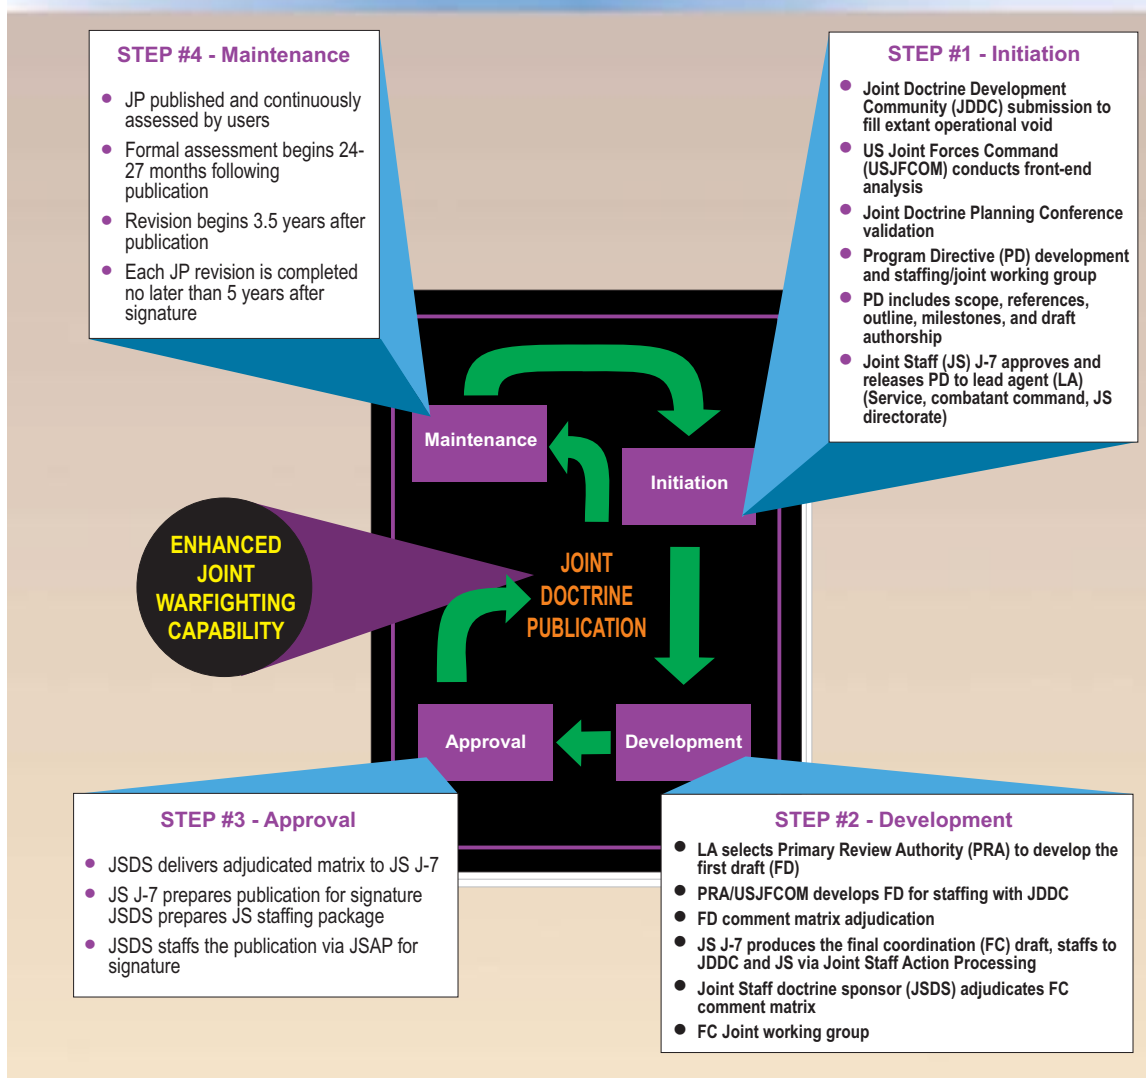 STEP #4 - Maintenance
• JP published and continuously
assessed by users
• Formal assessment begins 24-
27 months following
publication
• Revision begins 3.5 years after
publication
• Each JP revision is completed
no later than 5 years after
signature
STEP #1 - Initiation
• Joint Doctrine Development
Community (JDDC) submission to
fill extant operational void
• US Joint Forces Command
(USJFCOM) conducts front-end
analysis
• Joint Doctrine Planning Conference
validation
• Program Directive (PD) development
and staffing/joint working group
• PD includes scope, references,
outline, milestones, and draft
authorship
• Joint Staff (JS) J-7 approves and
releases PD to lead agent (LA)
(Service, combatant command, JS
directorate)
Maintenance
Initiation
ENHANCED
JOINT
WARFIGHTING
CAPABILITY
JOINT
DOCTRINE
PUBLICATION
Approval
Development
STEP #3 - Approval
• JSDS delivers adjudicated matrix to JS J-7
• JS J-7 prepares publication for signature
JSDS prepares JS staffing package
• JSDS staffs the publication via JSAP for
signature
STEP #2 - Development
• LA selects Primary Review Authority (PRA) to develop the
first draft (FD)
• PRA/USJFCOM develops FD for staffing with JDDC
• FD comment matrix adjudication
• JS J-7 produces the final coordination (FC) draft, staffs to
JDDC and JS via Joint Staff Action Processing
• Joint Staff doctrine sponsor (JSDS) adjudicates FC
comment matrix
• FC Joint working group